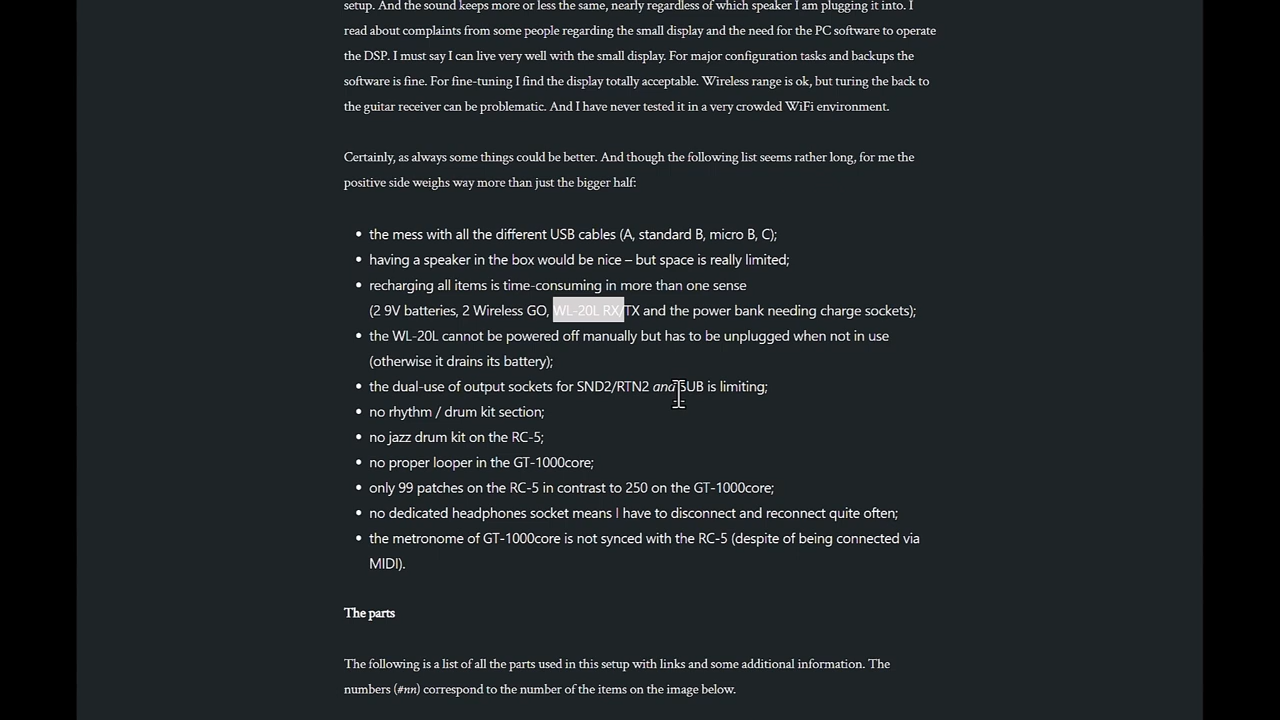 setup. And the sound keeps more or less the same, nearly regardless of which speaker I am plugging it into. I
read about complaints from some people regarding the small display and the need for the PC software to operate
the DSP. I must say I can live very well with the small display. For major configuration tasks and backups the
software is fine. For fine-tuning I find the display totally acceptable. Wireless range is ok, but turing the back to
the guitar receiver can be problematic. And I have never tested it in a very crowded WiFi environment.
Certainly, as always some things could be better. And though the following list seems rather long, for me the
positive side weighs way more than just the bigger half:
• the mess with all the different USB cables (A, standard B, micro B, C);
• having a speaker in the box would be nice – but space is really limited;
• recharging all items is time-consuming in more than one sense
(2 9V batteries, 2 Wireless GO, WL-20L RX/TX and the power bank needing charge sockets);
• the WL-20L cannot be powered off manually but has to be unplugged when not in use
(otherwise it drains its battery);
• the dual-use of output sockets for SND2/RTN2 and SUB is limiting;
• no rhythm / drum kit section;
• no jazz drum kit on the RC-5;
• no proper looper in the GT-1000core;
• only 99 patches on the RC-5 in contrast to 250 on the GT-1000core;
• no dedicated headphones socket means I have to disconnect and reconnect quite often;
• the metronome of GT-1000core is not synced with the RC-5 (despite of being connected via
MIDI).
The parts
The following is a list of all the parts used in this setup with links and some additional information. The
numbers (#nn) correspond to the number of the items on the image below.